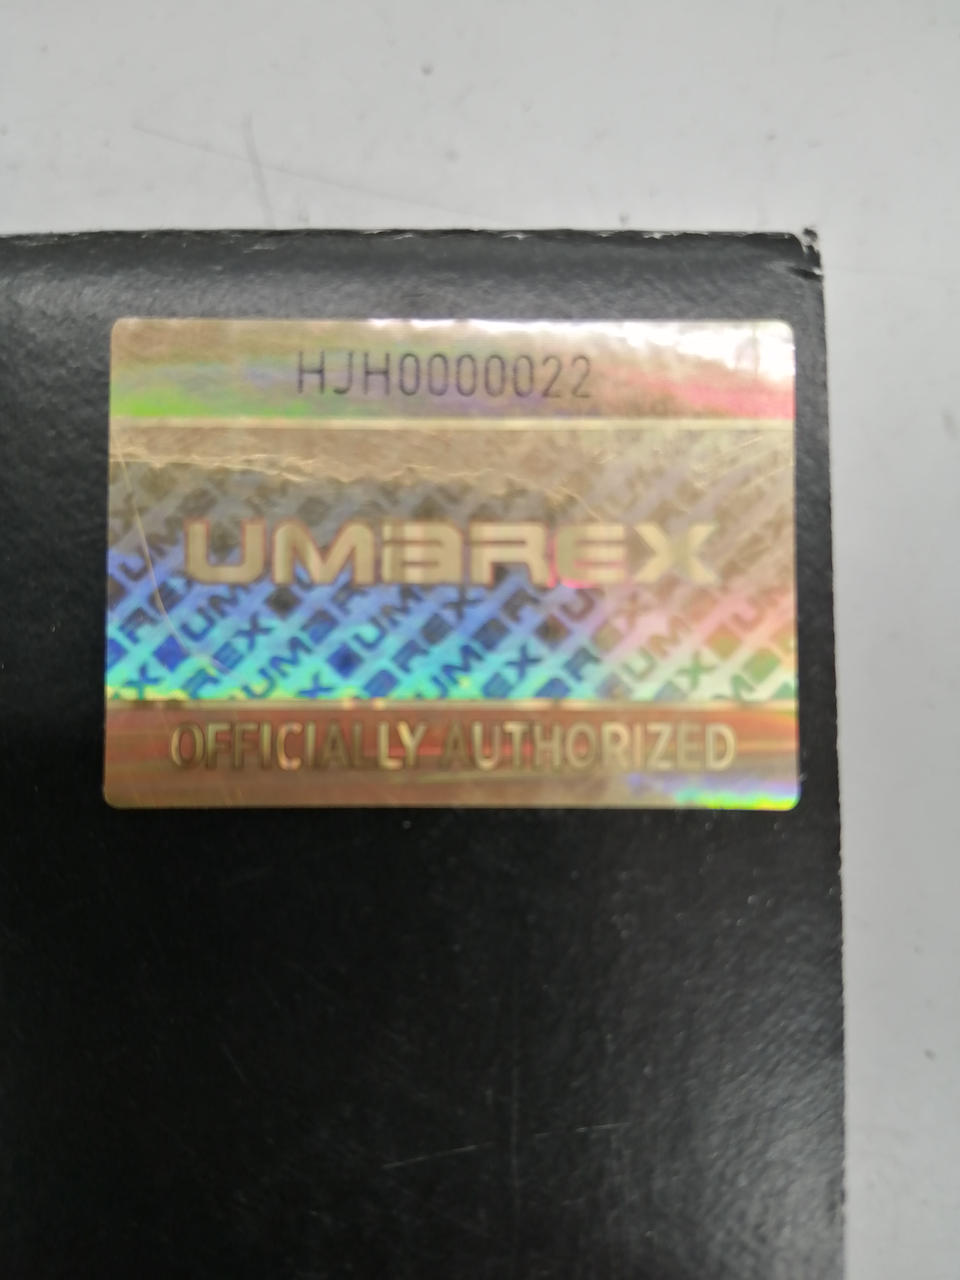 HJH0000022
UMAREX
OFFICIALLY AUTHORIZED